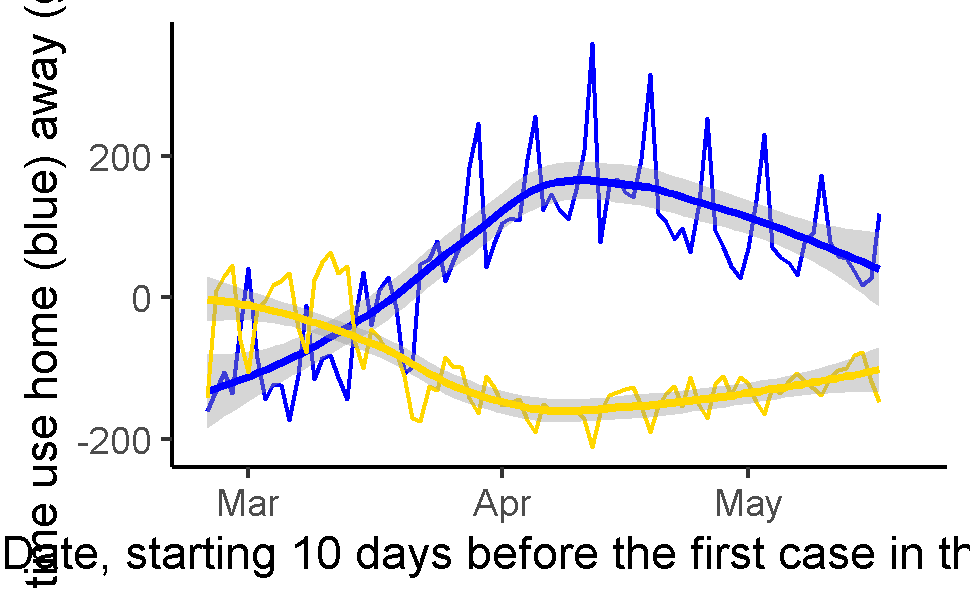 time use home (blue) away (
200
0
-200
Mar Apr May
Date, starting 10 days before the first case in th